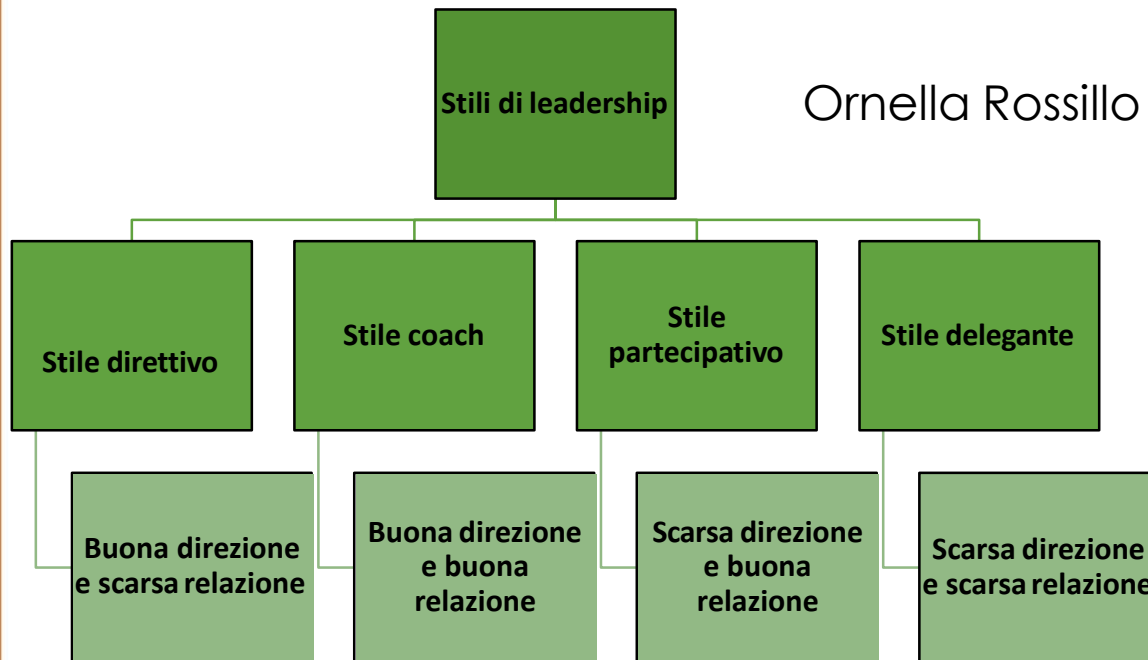 Stili di leadership
Ornella Rossillo
Stile direttivo
Stile coach
Stile
partecipativo
Stile delegante
Buona direzione
e scarsa relazione
Buona direzione
e buona
relazione
Scarsa direzione
e buona
relazione
Scarsa direzione
e scarsa relazione